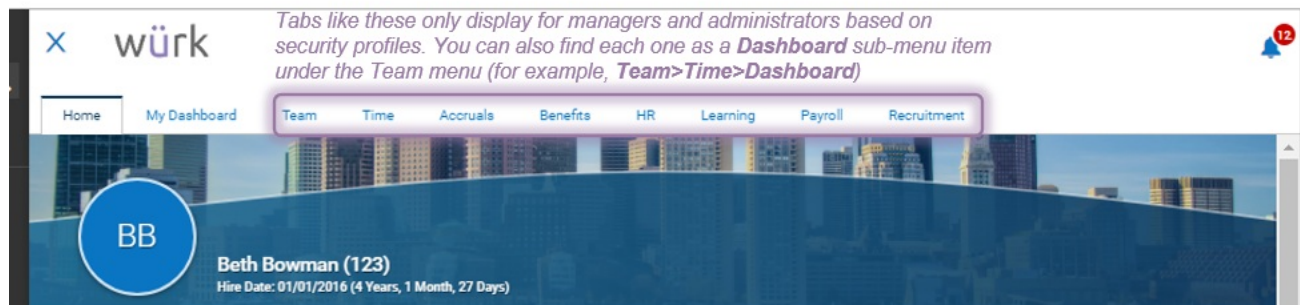 würk
Tabs like these only display for managers and administrators based on
security profiles. You can also find each one as a Dashboard sub-menu item
under the Team menu (for example, Team>Time>Dashboard)
12
Home My Dashboard Team Time Accruals Benefits HR Learning Payroll Recruitment
BB
Beth Bowman (123)
Hire Date: 01/01/2016 (4 Years, 1 Month, 27 Days)